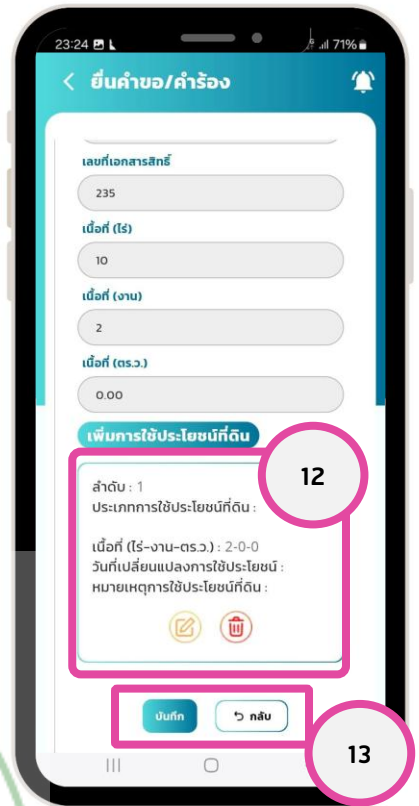 23:24
71%
ยื่นคำขอ/คำร้อง
เลขที่เอกสารสิทธิ์
235
เนื้อที่ (ไร่)
10
เนื้อที่ (งาน)
2
เนื้อที่ (ตร.ว.)
0.00
เพิ่มการใช้ประโยชน์ที่ดิน
12
ลำดับ : 1
ประเภทการใช้ประโยชน์ที่ดิน :
เนื้อที่ (ไร่-งาน-ตร.ว.) : 2-0-0
วันที่เปลี่ยนแปลงการใช้ประโยชน์ :
หมายเหตุการใช้ประโยชน์ที่ดิน :
บันทึก กลับ
13